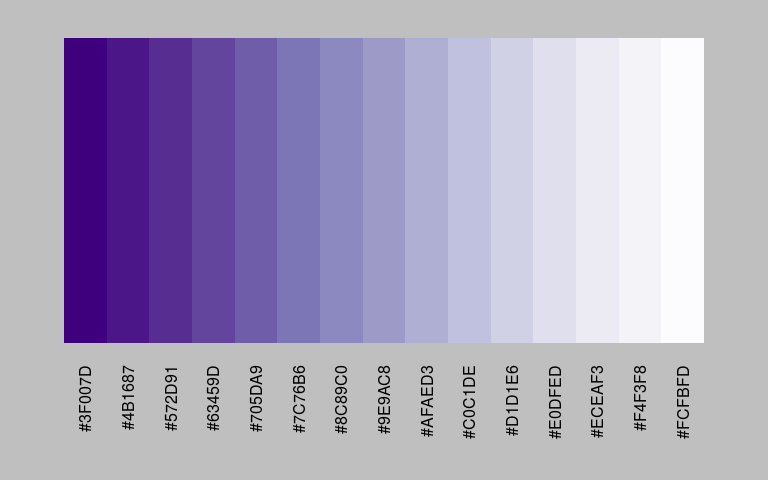 #3F007D
#4B1687
#572D91
#63459D
#705DA9
#7C76B6
#8C89C0
#9E9AC8
#AFAED3
#C0C1DE
#D1D1E6
#E0DFED
#ECEAF3
#F4F3F8
#FCFBFD